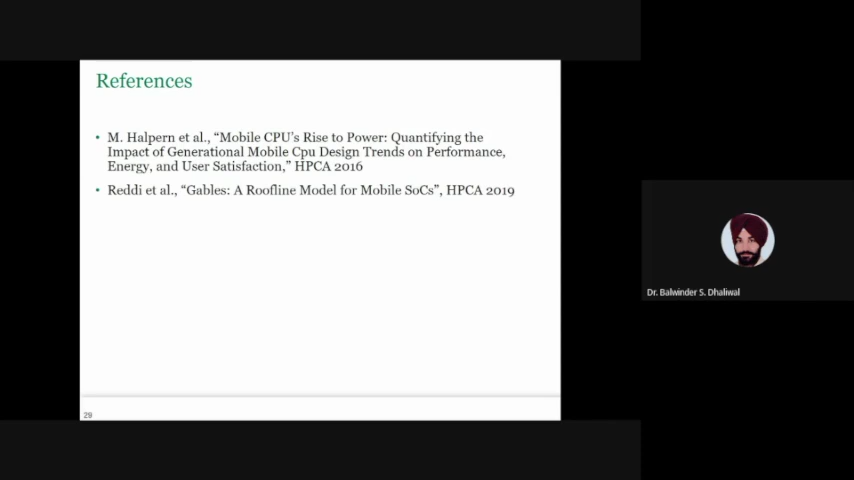 References
• M. Halpern et al., “Mobile CPU’s Rise to Power: Quantifying the
Impact of Generational Mobile Cpu Design Trends on Performance,
Energy, and User Satisfaction,” HPCA 2016
• Reddi et al., “Gables: A Roofline Model for Mobile SoCs”, HPCA 2019
Dr. Balwinder S. Dhaliwal
29